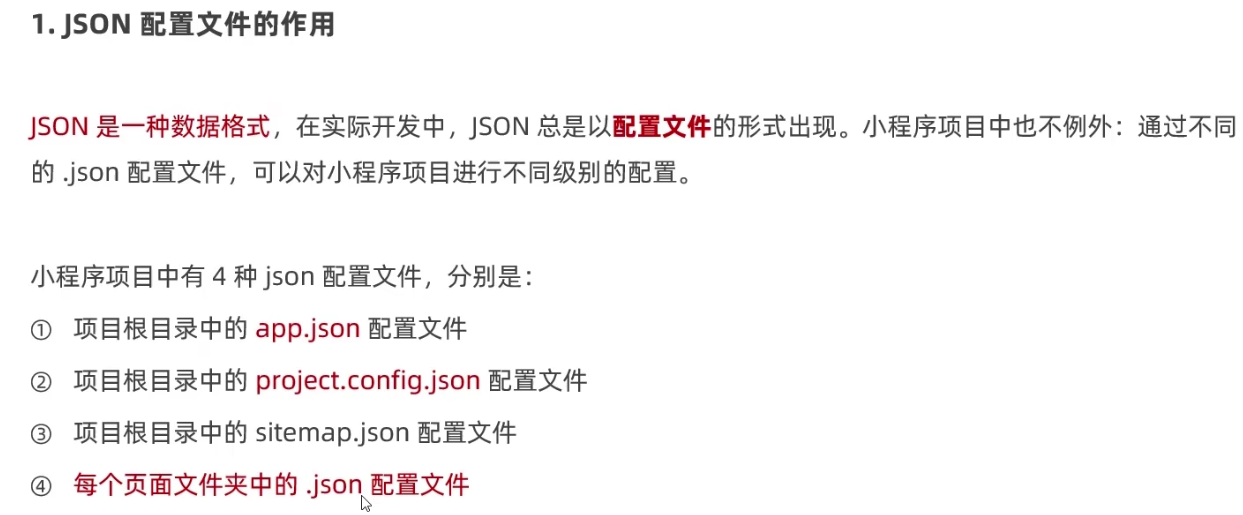 1. JSON 配置文件的作用
JSON 是一种数据格式，在实际开发中，JSON 总是以配置文件的形式出现。小程序项目中也不例外：通过不同
的 .json 配置文件，可以对小程序项目进行不同级别的配置。
小程序项目中有 4 种 json 配置文件，分别是：
① 项目根目录中的 app.json 配置文件
② 项目根目录中的 project.config.json 配置文件
③ 项目根目录中的 sitemap.json 配置文件
④ 每个页面文件夹中的 .json 配置文件